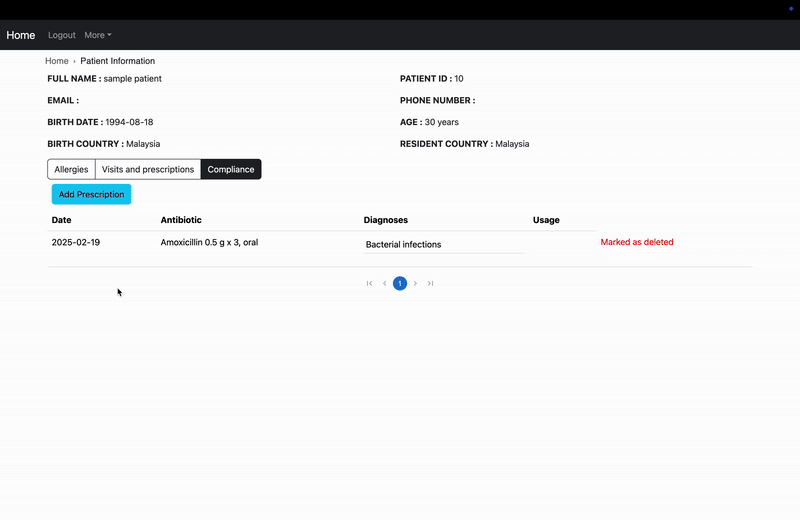 Home Logout More
Home › Patient Information
FULL NAME : sample patient PATIENT ID : 10
EMAIL : PHONE NUMBER :
BIRTH DATE : 1994-08-18 AGE : 30 years
BIRTH COUNTRY : Malaysia RESIDENT COUNTRY : Malaysia
Allergies Visits and prescriptions Compliance
Add Prescription
Date Antibiotic Diagnoses Usage
2025-02-19 Amoxicillin 0.5 g x 3, oral Bacterial infections Marked as deleted
1